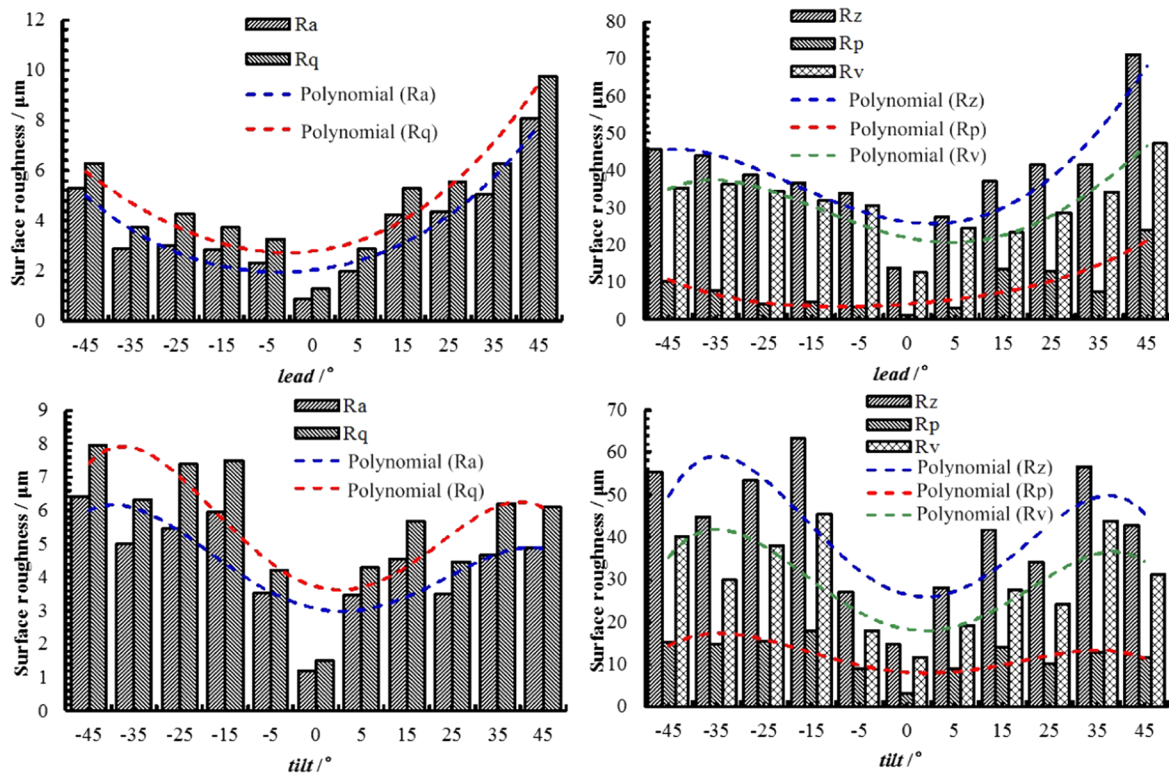 12
10
8
6
4
2
0
Surface roughness / μm
Ra
Rq
Polynomial (Ra)
Polynomial (Rq)
-45 -35 -25 -15 -5 0 5 15 25 35 45
lead /°
80
70
60
50
40
30
20
10
0
Surface roughness / μm
Rz
Rp
Rv
Polynomial (Rz)
Polynomial (Rp)
Polynomial (Rv)
-45 -35 -25 -15 -5 0 5 15 25 35 45
lead /°
9
8
7
6
5
4
3
2
1
0
Surface roughness / μm
Ra
Rq
Polynomial (Ra)
Polynomial (Rq)
-45 -35 -25 -15 -5 0 5 15 25 35 45
tilt /°
70
60
50
40
30
20
10
0
Surface roughness / μm
Rz
Rp
Rv
Polynomial (Rz)
Polynomial (Rp)
Polynomial (Rv)
-45 -35 -25 -15 -5 0 5 15 25 35 45
tilt /°